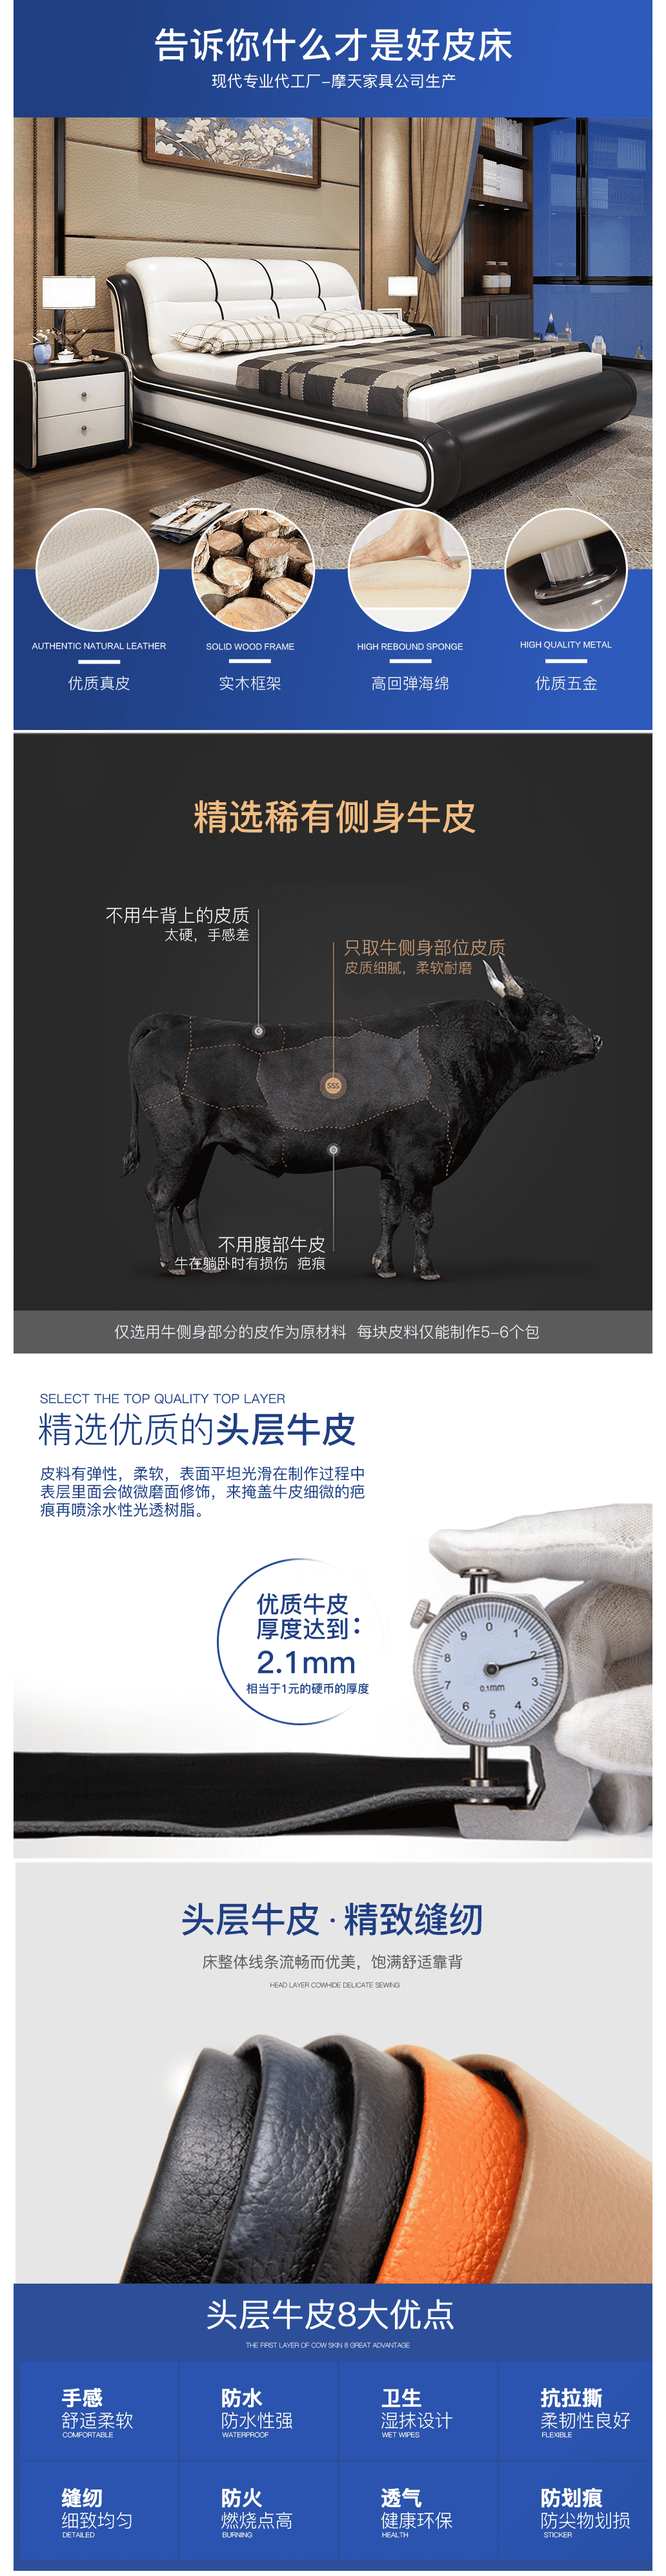 告诉你什么才是好皮床
现代专业代工厂–摩天家具公司生产
AUTHENTIC NATURAL LEATHER
优质真皮
SOLID WOOD FRAME
实木框架
HIGH REBOUND SPONGE
高回弹海绵
HIGH QUALITY METAL
优质五金
精选稀有侧身牛皮
不用牛背上的皮质
太硬，手感差
只取牛侧身部位皮质
皮质细腻，柔软耐磨
C
SSS
不用腹部牛皮
牛在躺卧时有损伤 疤痕
仅选用牛侧身部分的皮作为原材料 每块皮料仅能制作5–6个包
SELECT THE TOP QUALITY TOP LAYER
精选优质的头层牛皮
皮料有弹性，柔软，表面平坦光滑在制作过程中
表层里面会做微磨面修饰，来掩盖牛皮细微的疤
痕再喷涂水性光透树脂。
优质牛皮
厚度达到：
2.1mm
相当于1元的硬币的厚度
0 1 2 3 4 5 6 7 8 9
0.1mm
头层牛皮·精致缝纫
床整体线条流畅而优美，饱满舒适靠背
HEAD LAYER COWHIDE DELICATE SEWING
头层牛皮8大优点
THE FIRST LAYER OF COW SKIN 8 GREAT ADVANTAGE
手感
舒适柔软
COMFORTABLE
防水
防水性强
WATERPROOF
卫生
湿抹设计
WET WIPES
抗拉撕
柔韧性良好
FLEXIBLE
缝纫
细致均匀
DETAILED
防火
燃烧点高
BURNING
透气
健康环保
HEALTH
防划痕
防尖物划损
STICKER